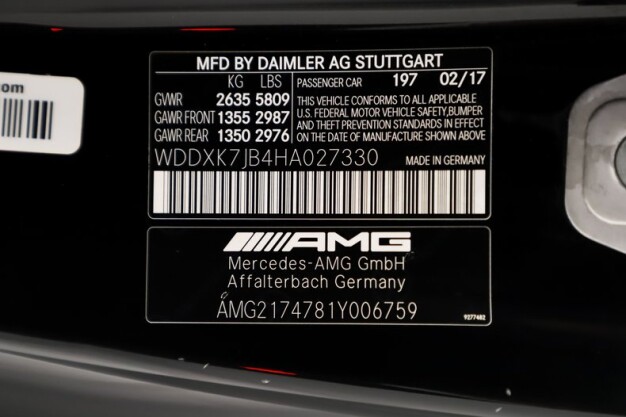 om
MFD BY DAIMLER AG STUTTGART
KG LBS PASSENGER CAR 197 02/17
GVWR 2635 5809 THIS VEHICLE CONFORMS TO ALL APPLICABLE
GAWR FRONT 1355 2987 U.S. FEDERAL MOTOR VEHICLE SAFETY,BUMPER
AND THEFT PREVENTION STANDARDS IN EFFECT
GAWR REAR 1350 2976 ON THE DATE OF MANUFACTURE SHOWN ABOVE
WDDXK7JB4HA027330 MADE IN GERMANY
AMG
Mercedes-AMG GmbH
Affalterbach Germany
AMG2174781Y006759
9277482